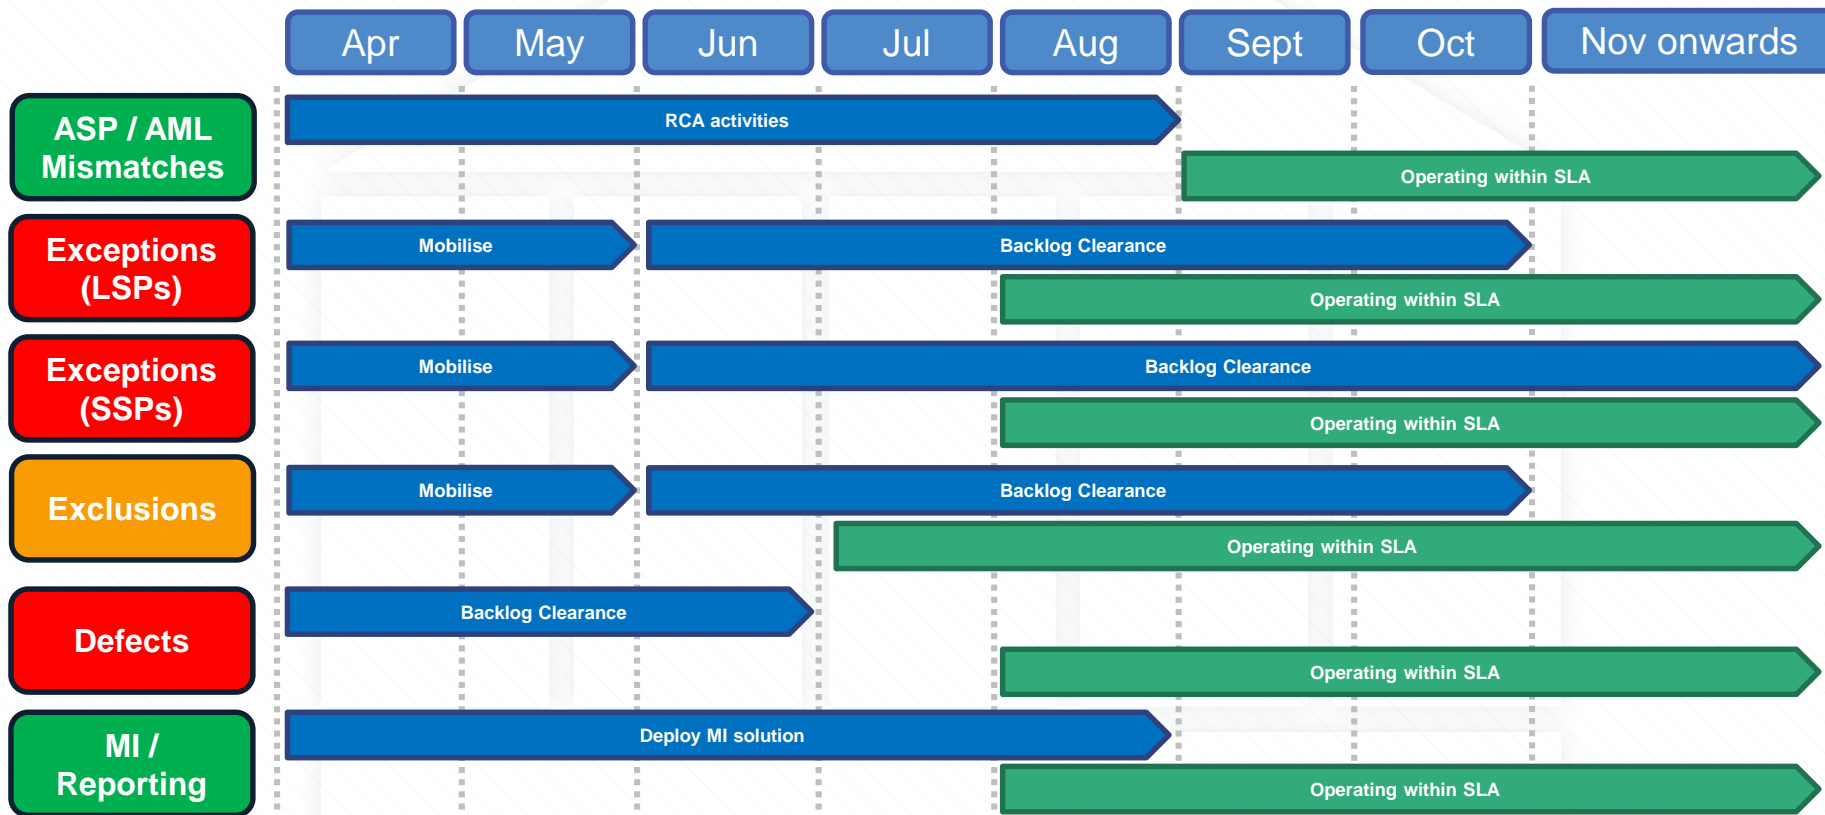 Apr May Jun Jul Aug Sept Oct Nov onwards
ASP / AML
Mismatches
RCA activities
Operating within SLA
Exceptions
(LSPs)
Mobilise
Backlog Clearance
Operating within SLA
Exceptions
(SSPs)
Mobilise
Backlog Clearance
Operating within SLA
Exclusions
Mobilise
Backlog Clearance
Operating within SLA
Defects
Backlog Clearance
Operating within SLA
MI /
Reporting
Deploy MI solution
Operating within SLA